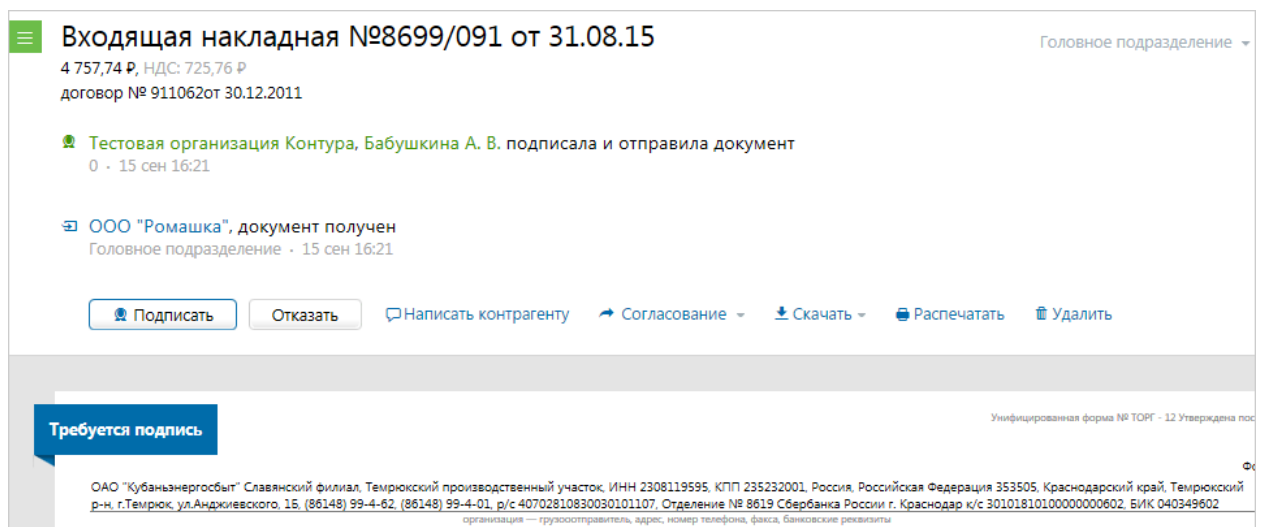 Входящая накладная №8699/091 от 31.08.15
Головное подразделение
4 757,74 ₽, НДС: 725,76 ₽
договор № 911062от 30.12.2011
Тестовая организация Контура, Бабушкина А. В. подписала и отправила документ
0 · 15 сен 16:21
ООО "Ромашка", документ получен
Головное подразделение · 15 сен 16:21
Подписать Отказать Написать контрагенту Согласование Скачать Распечатать Удалить
Требуется подпись
Унифицированная форма № ТОРГ - 12 Утверждена пос
Фо
ОАО "Кубаньэнергосбыт" Славянский филиал, Темрюкский производственный участок, ИНН 2308119595, КПП 235232001, Россия, Российская Федерация 353505, Краснодарский край, Темрюкский
р-н, г.Темрюк, ул.Анджиевского, 1Б, (86148) 99-4-62, (86148) 99-4-01, р/с 40702810830030101107, Отделение № 8619 Сбербанка России г. Краснодар к/с 30101810100000000602, БИК 040349602
организация — грузооотправитель, адрес, номер телефона, факса, банковские реквизиты